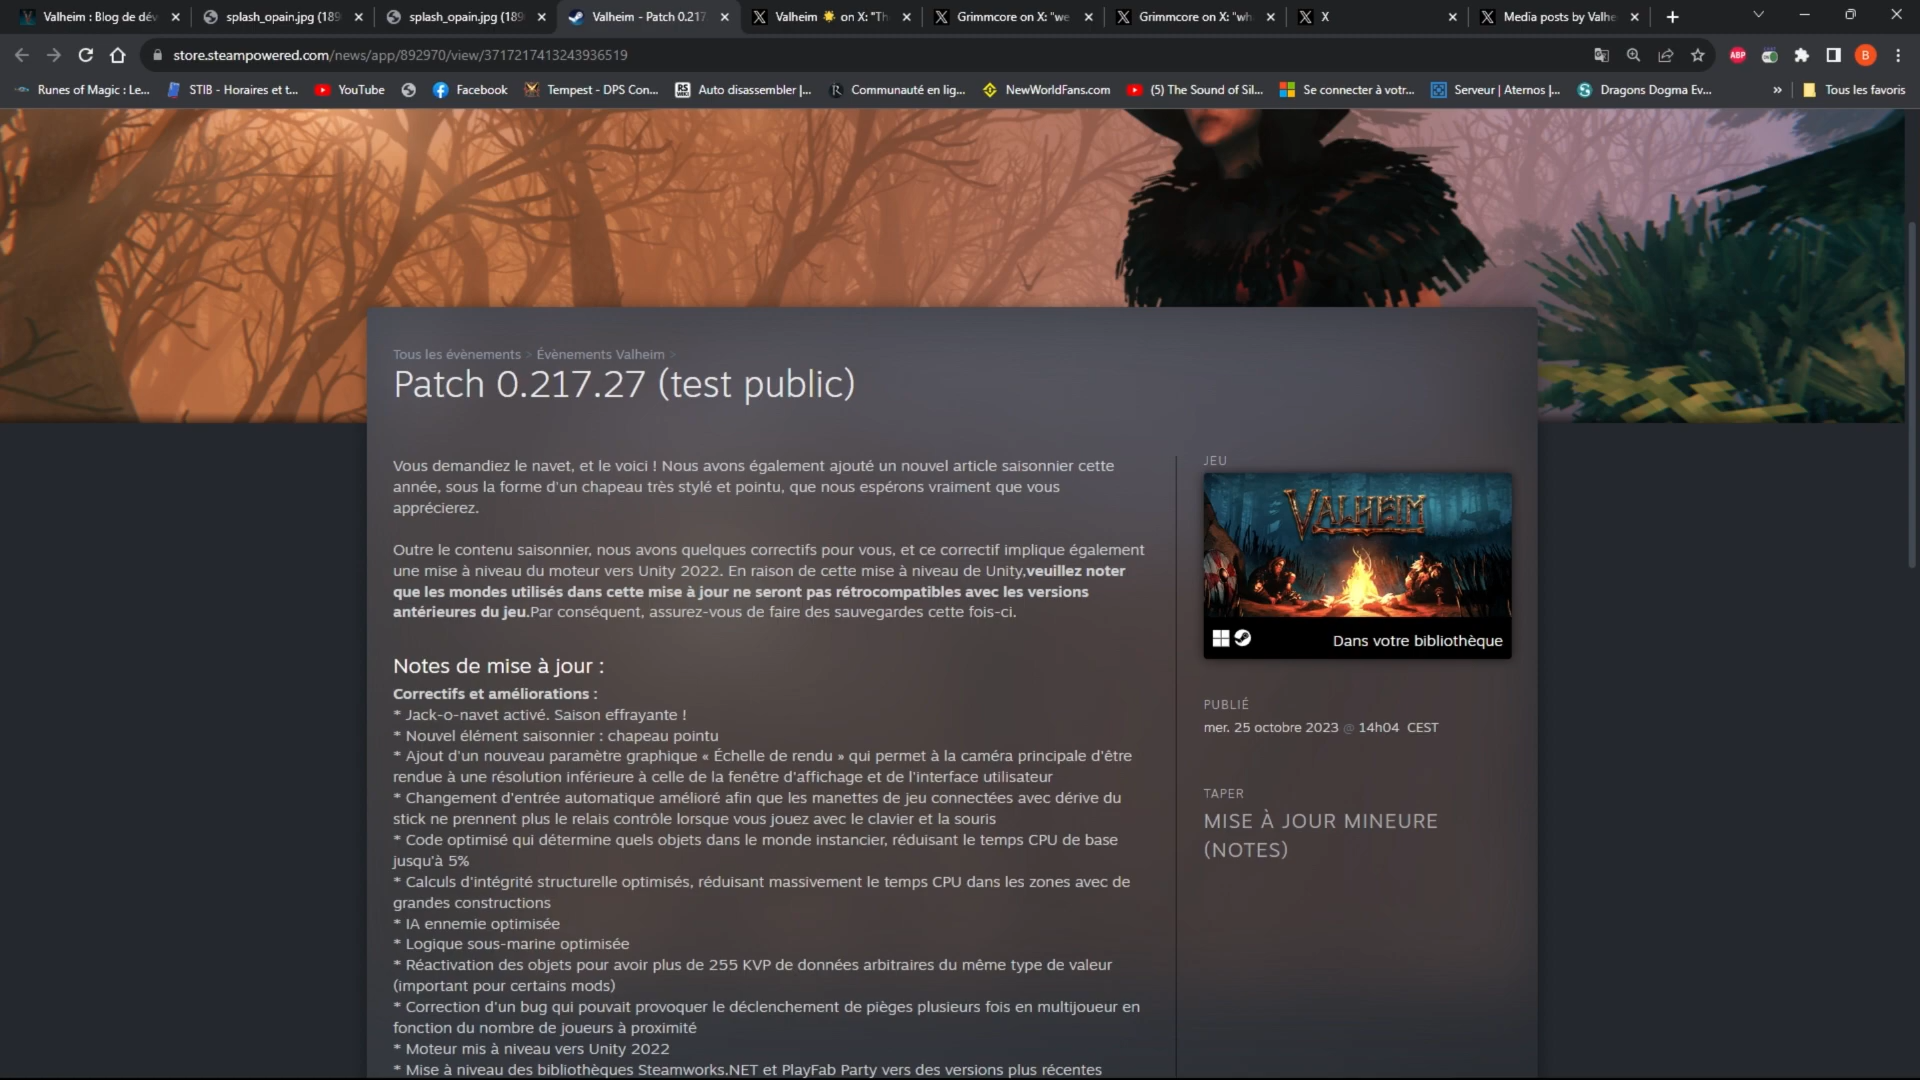 Valheim : Blog de dév
splash_opain.jpg (189
splash_opain.jpg (189
Valheim - Patch 0.217.
Valheim ☀️ on X: "Th
Grimmcore on X: "we
Grimmcore on X: "wh
X
Media posts by Valhe
store.steampowered.com/news/app/892970/view/3717217413243936519
ABP
B
Runes of Magic : Le...
STIB - Horaires et t...
YouTube
Facebook
Tempest - DPS Con...
Auto disassembler |...
Communauté en lig...
NewWorldFans.com
(5) The Sound of Sil...
Se connecter à votr...
Serveur | Aternos |...
Dragons Dogma Ev...
»
Tous les favoris
Tous les évènements > Évènements Valheim >
Patch 0.217.27 (test public)
Vous demandiez le navet, et le voici ! Nous avons également ajouté un nouvel article saisonnier cette
année, sous la forme d'un chapeau très stylé et pointu, que nous espérons vraiment que vous
apprécierez.
Outre le contenu saisonnier, nous avons quelques correctifs pour vous, et ce correctif implique également
une mise à niveau du moteur vers Unity 2022. En raison de cette mise à niveau de Unity,veuillez noter
que les mondes utilisés dans cette mise à jour ne seront pas rétrocompatibles avec les versions
antérieures du jeu.Par conséquent, assurez-vous de faire des sauvegardes cette fois-ci.
Notes de mise à jour :
Correctifs et améliorations :
* Jack-o-navet activé. Saison effrayante !
* Nouvel élément saisonnier : chapeau pointu
* Ajout d'un nouveau paramètre graphique « Échelle de rendu » qui permet à la caméra principale d'être
rendue à une résolution inférieure à celle de la fenêtre d'affichage et de l'interface utilisateur
* Changement d'entrée automatique amélioré afin que les manettes de jeu connectées avec dérive du
stick ne prennent plus le relais contrôle lorsque vous jouez avec le clavier et la souris
* Code optimisé qui détermine quels objets dans le monde instancier, réduisant le temps CPU de base
jusqu'à 5%
* Calculs d'intégrité structurelle optimisés, réduisant massivement le temps CPU dans les zones avec de
grandes constructions
* IA ennemie optimisée
* Logique sous-marine optimisée
* Réactivation des objets pour avoir plus de 255 KVP de données arbitraires du même type de valeur
(important pour certains mods)
* Correction d'un bug qui pouvait provoquer le déclenchement de pièges plusieurs fois en multijoueur en
fonction du nombre de joueurs à proximité
* Moteur mis à niveau vers Unity 2022
* Mise à niveau des bibliothèques Steamworks.NET et PlayFab Party vers des versions plus récentes
JEU
VALHEIM
Dans votre bibliothèque
PUBLIÉ
mer. 25 octobre 2023 @ 14h04 CEST
TAPER
MISE À JOUR MINEURE
(NOTES)